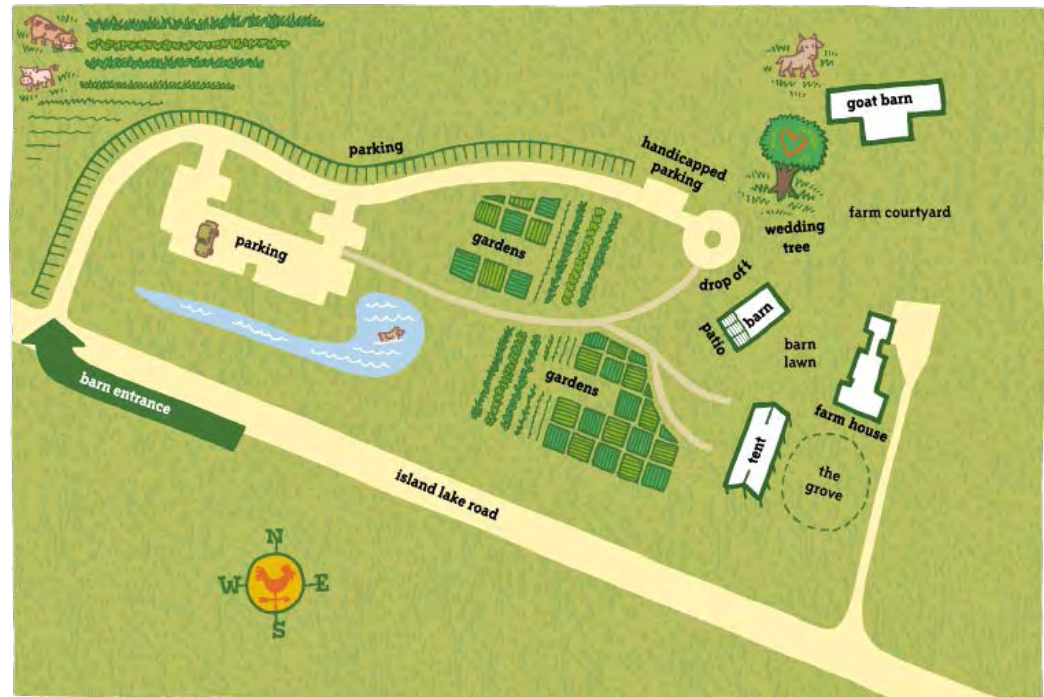 goat barn
parking
handicapped
parking
farm courtyard
wedding
tree
gardens
parking
drop off
barn
patio
barn
lawn
barn entrance
gardens
farm house
tent
the
grove
island lake road
N
W
E
S